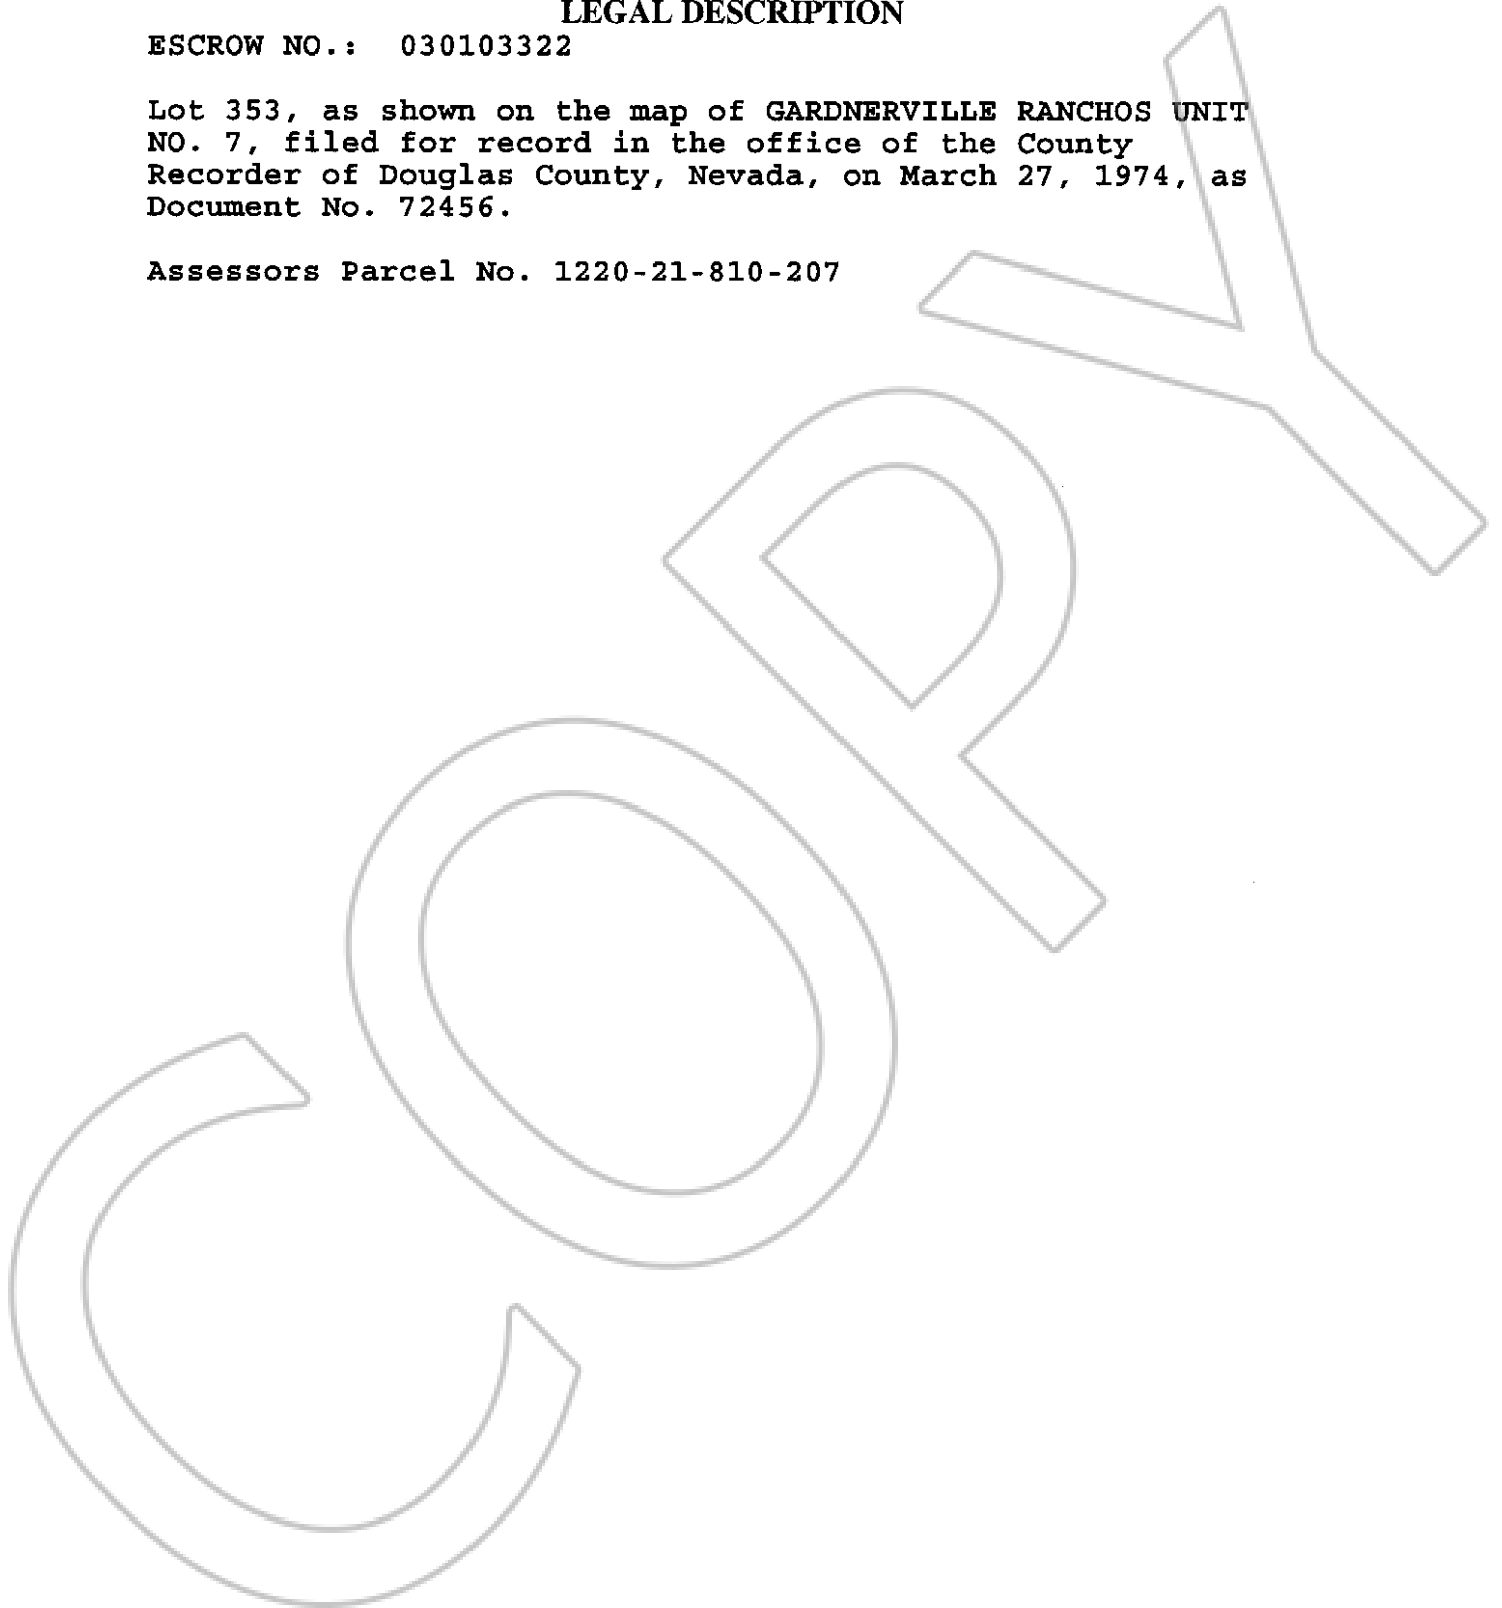 LEGAL DESCRIPTION
ESCROW NO.: 030103322
Lot 353, as shown on the map of GARDNERVILLE RANCHOS UNIT
NO. 7, filed for record in the office of the County
Recorder of Douglas County, Nevada, on March 27, 1974, as
Document No. 72456.
Assessors Parcel No. 1220-21-810-207
COPY